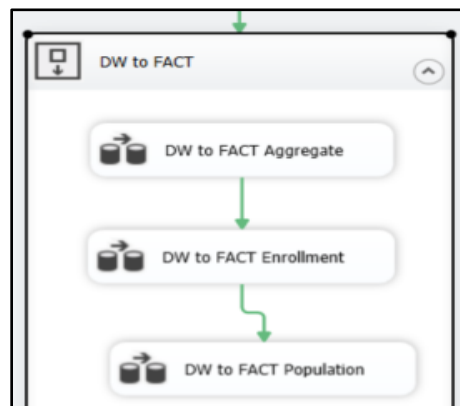 DW to FACT
DW to FACT Aggregate
DW to FACT Enrollment
DW to FACT Population